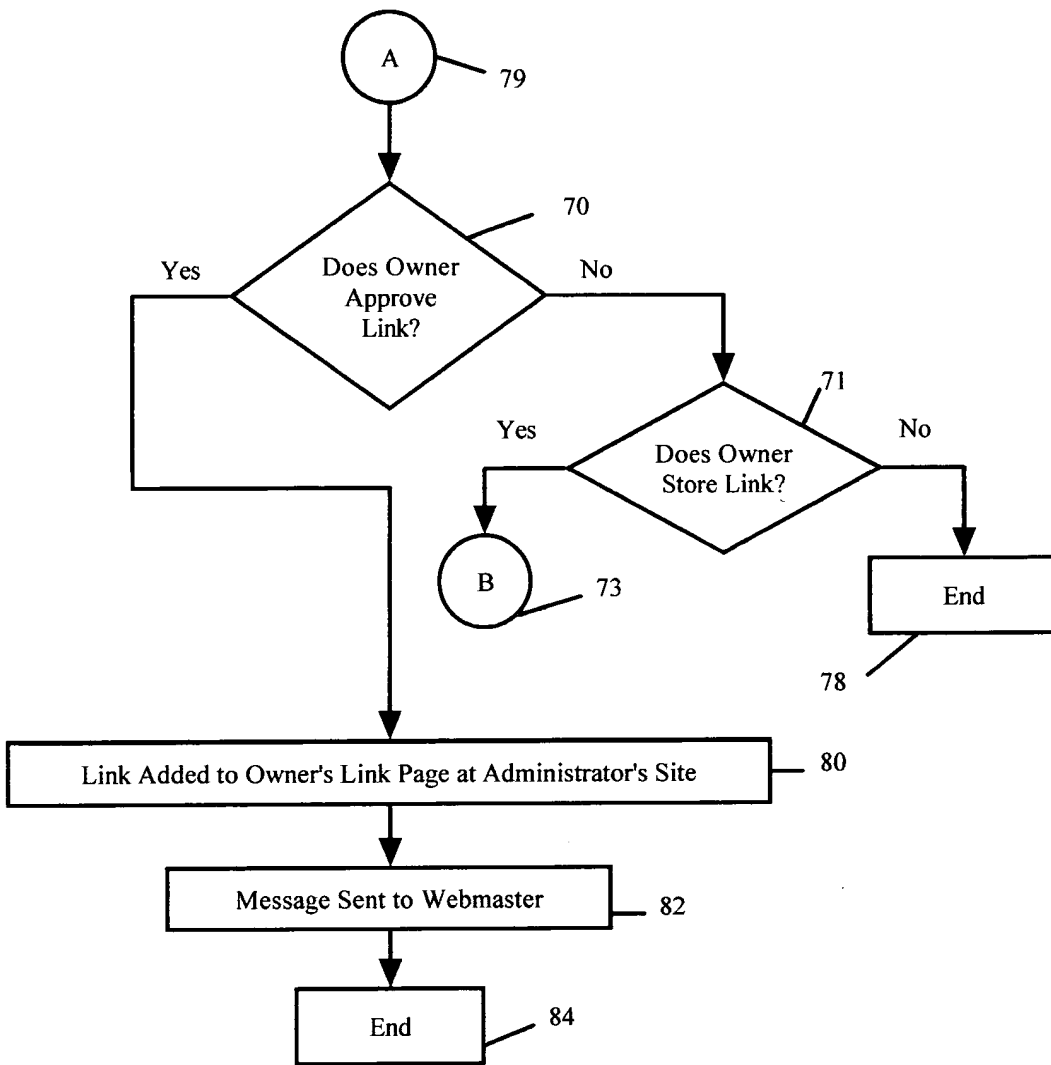 A
79
70
Yes
Does Owner
Approve
Link?
No
71
Yes
Does Owner
Store Link?
No
B
73
End
78
Link Added to Owner's Link Page at Administrator's Site
80
Message Sent to Webmaster
82
End
84